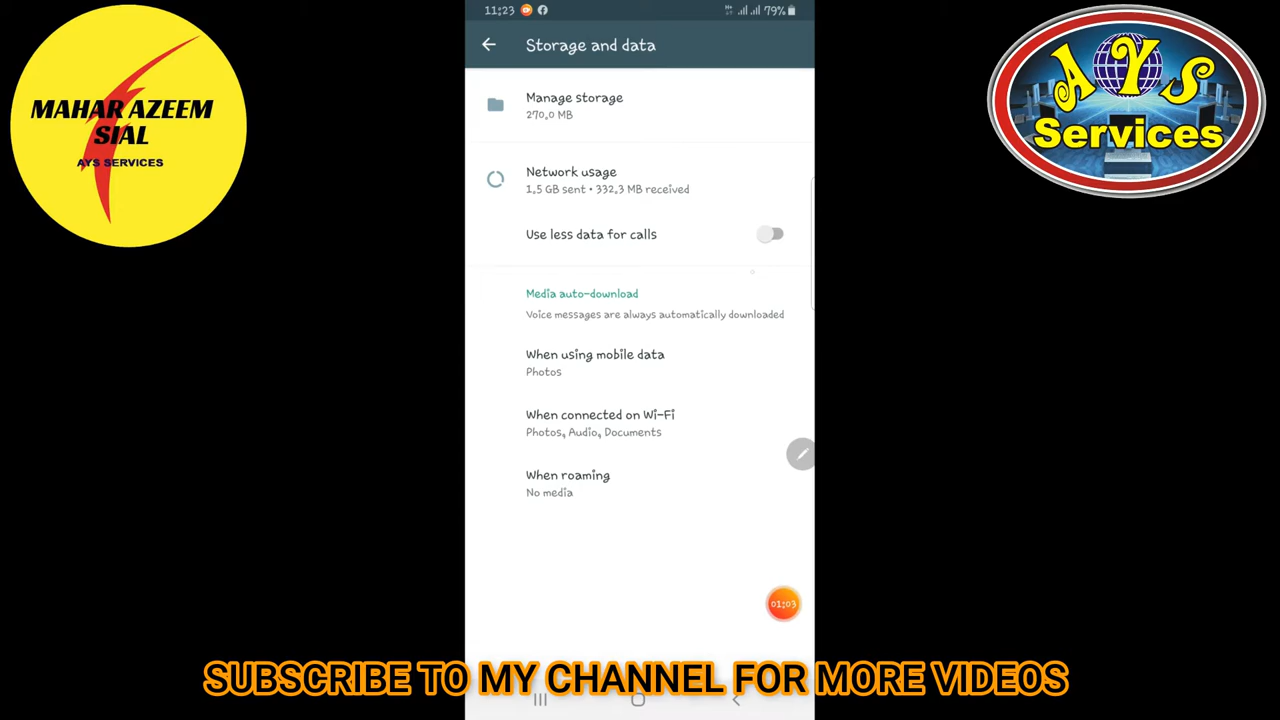 MAHAR AZEEM
SIAL
AYS SERVICES
11:23
79%
Storage and data
Manage storage
270,0 MB
Network usage
1,5 GB sent • 332,3 MB received
Use less data for calls
Media auto-download
Voice messages are always automatically downloaded
When using mobile data
Photos
When connected on Wi-Fi
Photos, Audio, Documents
When roaming
No media
01:03
AYS
Services
SUBSCRIBE TO MY CHANNEL FOR MORE VIDEOS